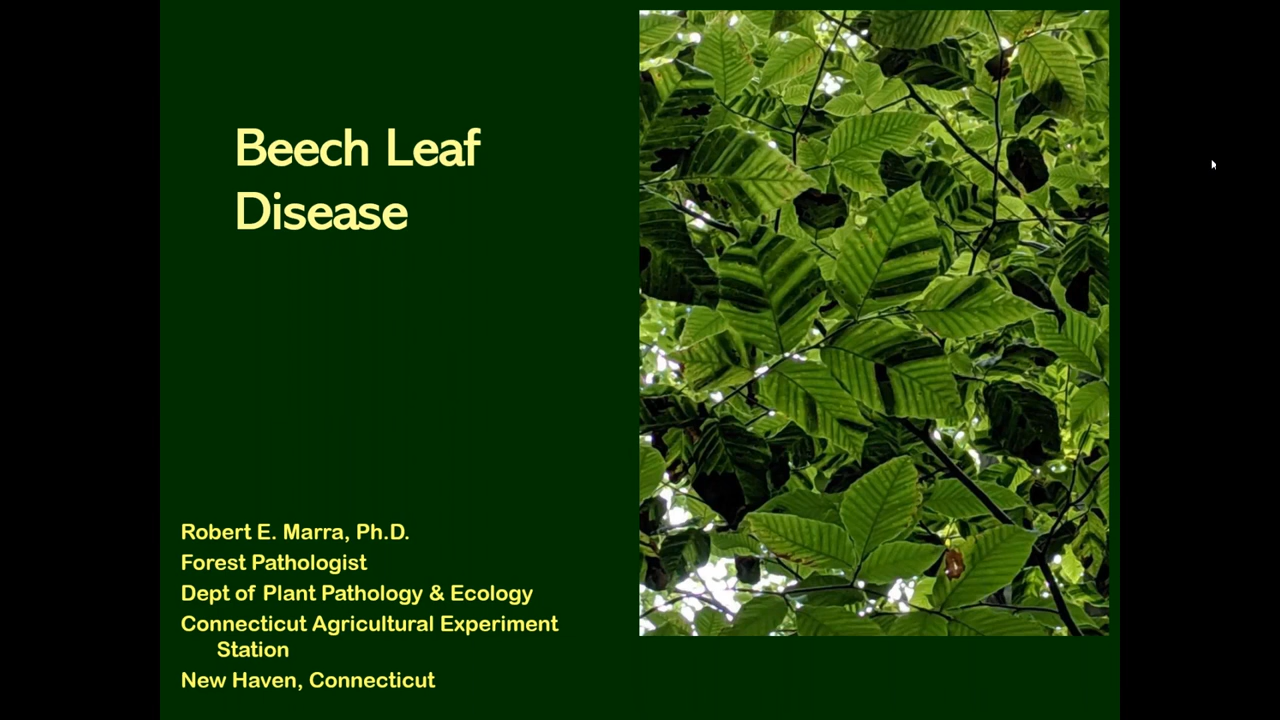 Beech Leaf
Disease
Robert E. Marra, Ph.D.
Forest Pathologist
Dept of Plant Pathology & Ecology
Connecticut Agricultural Experiment
Station
New Haven, Connecticut